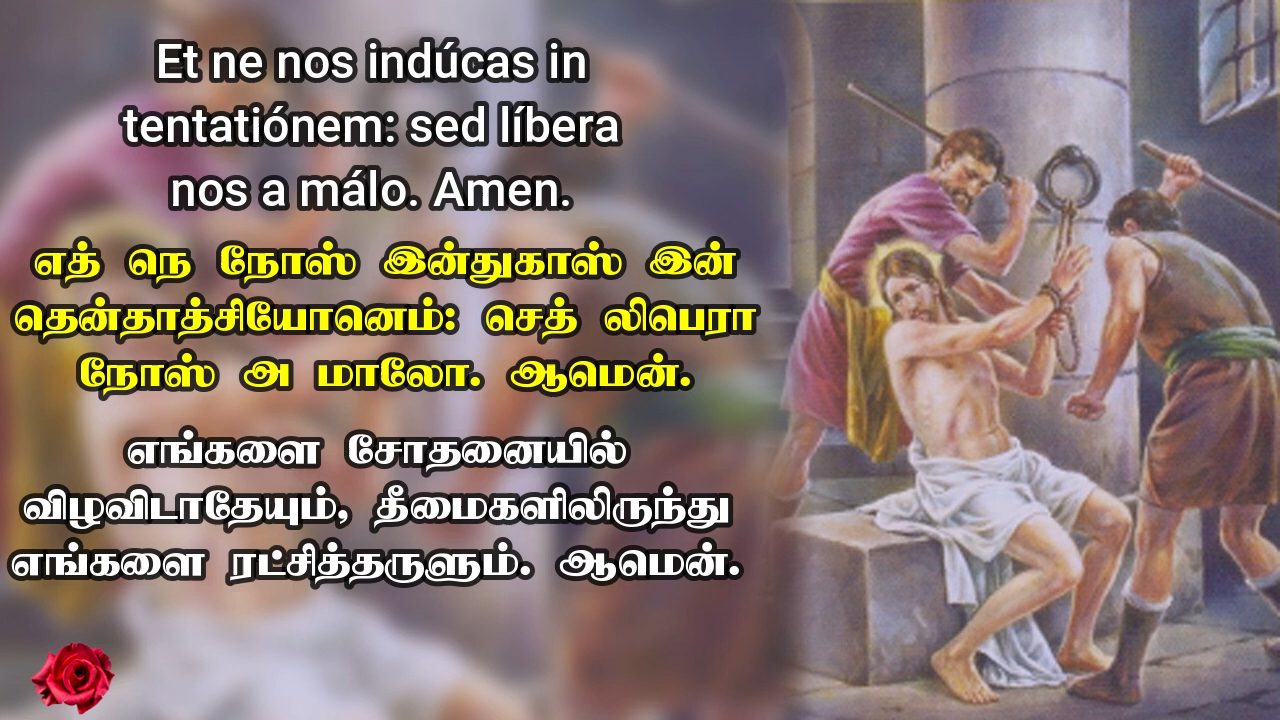 Et ne nos indúcas in
tentatiónem: sed líbera
nos a málo. Amen.
எத் நெ நோஸ் இன்துகாஸ் இன்
தென்தாத்சியோனெம்: செத் லிபெரா
நோஸ் அ மாலோ. ஆமென்.
எங்களை சோதனையில்
விழவிடாதேயும், தீமைகளிலிருந்து
எங்களை ரட்சித்தருளும். ஆமென்.